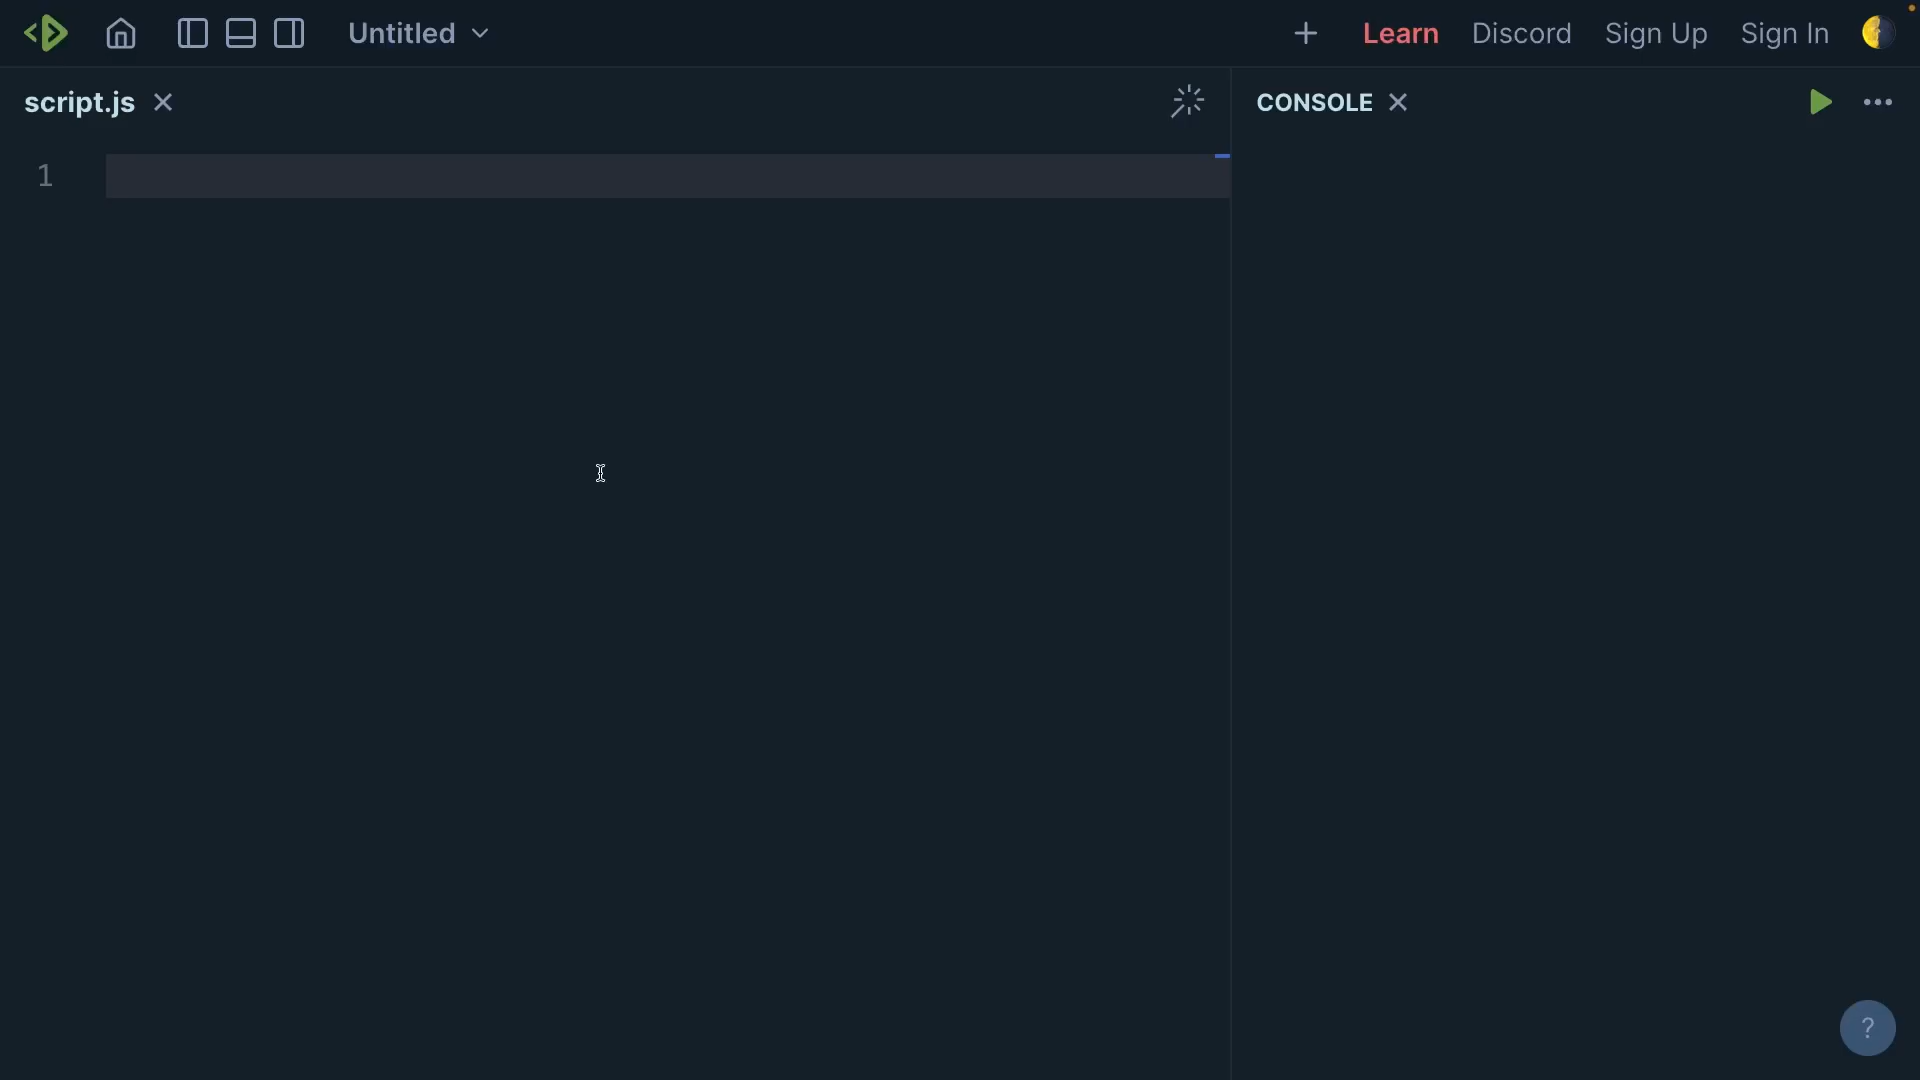 Untitled
Learn Discord Sign Up Sign In
script.js
CONSOLE
1
?